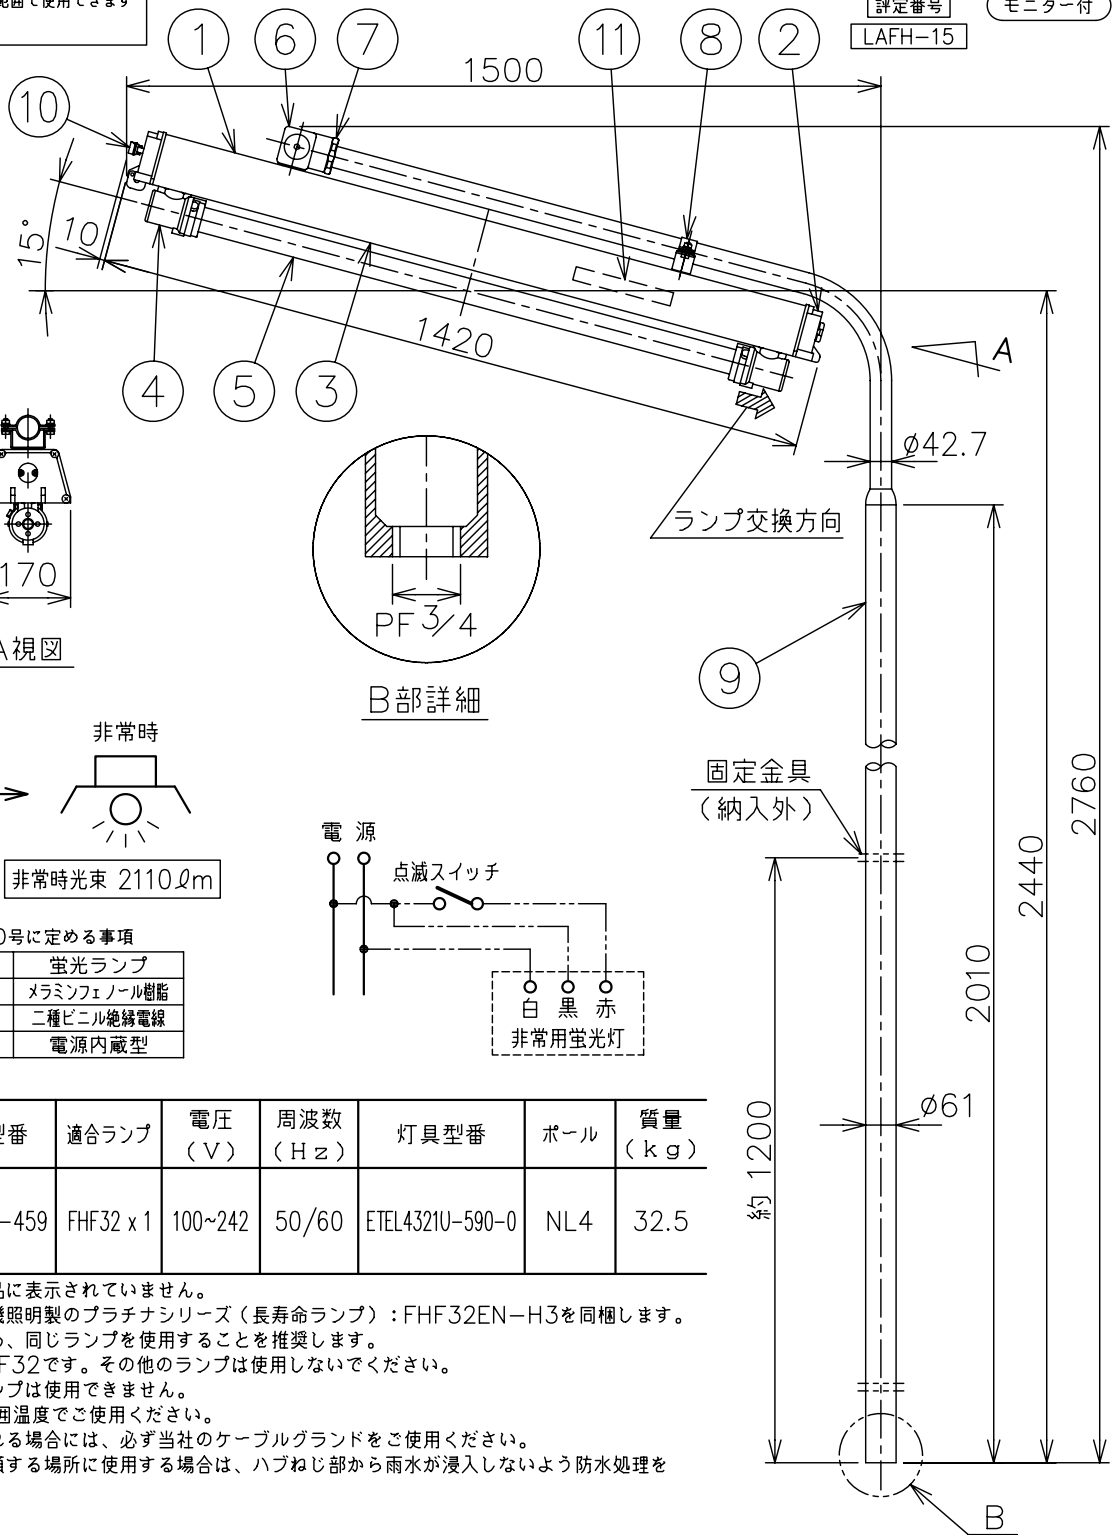 範囲で使用できます
評定番号
モニター付
LAFH-15
1
6
7
11
8
2
1500
10
15°
10
1420
A
4
5
3
φ42.7
ランプ交換方向
170
A視図
PF 3/4
B部詳細
9
非常時
固定金具
(納入外)
2760
2440
2010
非常時光束 2110ℓm
電 源
点滅スイッチ
白 黒 赤
非常用蛍光灯
0号に定める事項
蛍光ランプ
メラミンフェノール樹脂
二種ビニル絶縁電線
電源内蔵型
約 1200
φ61
型番 適合ランプ 電圧(V) 周波数(Hz) 灯具型番 ポール 質量(kg)
-459 FHF32 x 1 100~242 50/60 ETEL4321U-590-0 NL4 32.5
品に表示されていません。
機照明製のプラチナシリーズ(長寿命ランプ):FHF32EN-H3を同梱します。
め、同じランプを使用することを推奨します。
F32です。その他のランプは使用しないでください。
ンプは使用できません。
囲温度でご使用ください。
れる場合には、必ず当社のケーブルグランドをご使用ください。
する場所に使用する場合は、ハブねじ部から雨水が浸入しないよう防水処理を
B